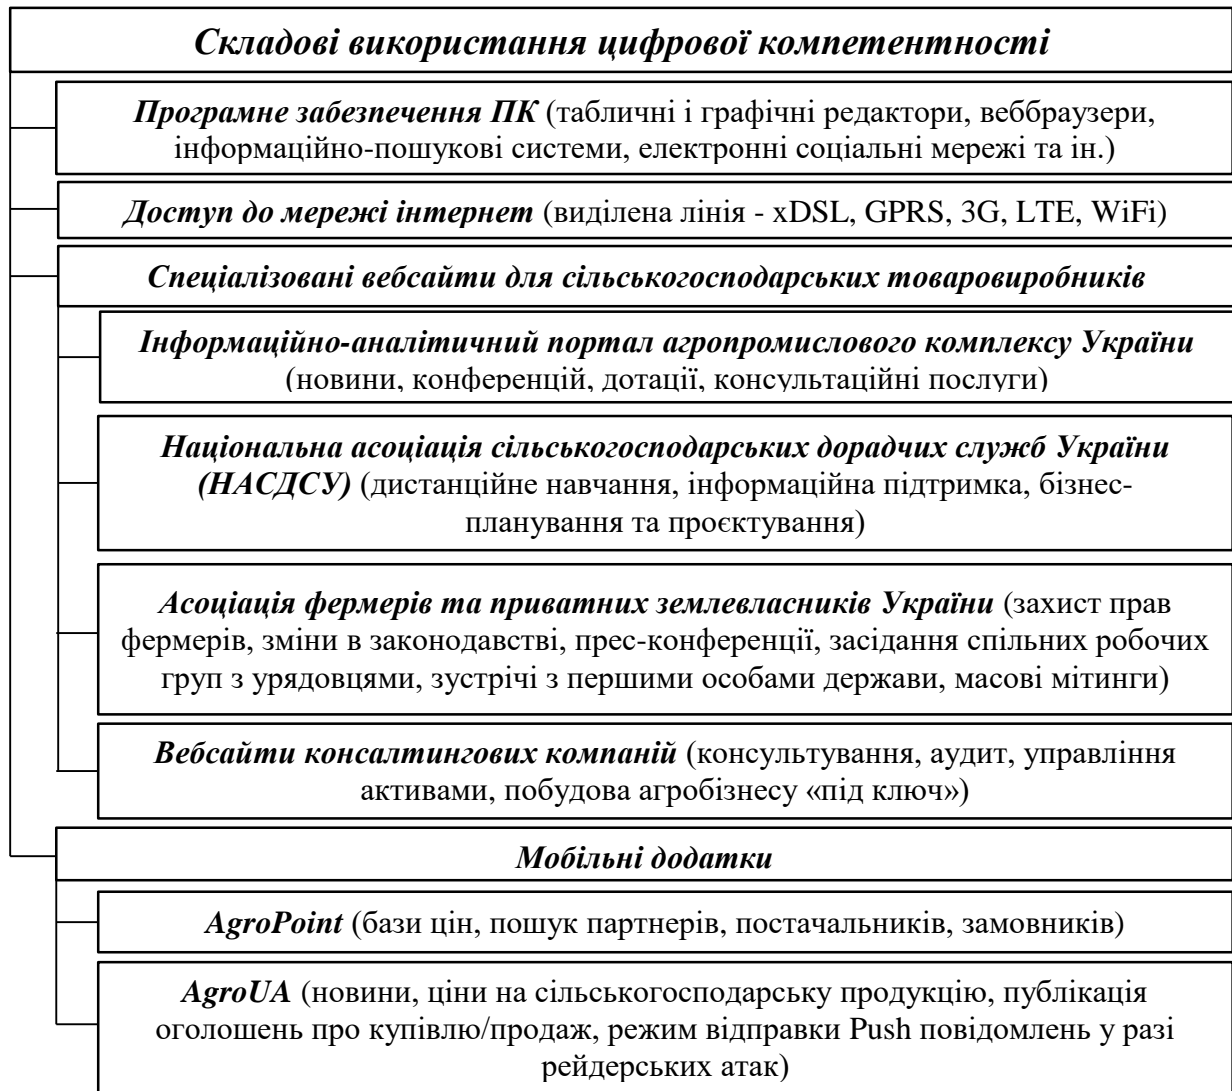 Складові використання цифрової компетентності
Програмне забезпечення ПК (табличні і графічні редактори, веббраузери,
інформаційно-пошукові системи, електронні соціальні мережі та ін.)
Доступ до мережі інтернет (виділена лінія - xDSL, GPRS, 3G, LTE, WiFi)
Спеціалізовані вебсайти для сільськогосподарських товаровиробників
Інформаційно-аналітичний портал агропромислового комплексу України
(новини, конференцій, дотації, консультаційні послуги)
Національна асоціація сільськогосподарських дорадчих служб України
(НАСДСУ) (дистанційне навчання, інформаційна підтримка, бізнес-
планування та проєктування)
Асоціація фермерів та приватних землевласників України (захист прав
фермерів, зміни в законодавстві, прес-конференції, засідання спільних робочих
груп з урядовцями, зустрічі з першими особами держави, масові мітинги)
Вебсайти консалтингових компаній (консультування, аудит, управління
активами, побудова агробізнесу «під ключ»)
Мобільні додатки
AgroPoint (бази цін, пошук партнерів, постачальників, замовників)
AgroUA (новини, ціни на сільськогосподарську продукцію, публікація
оголошень про купівлю/продаж, режим відправки Push повідомлень у разі
рейдерських атак)